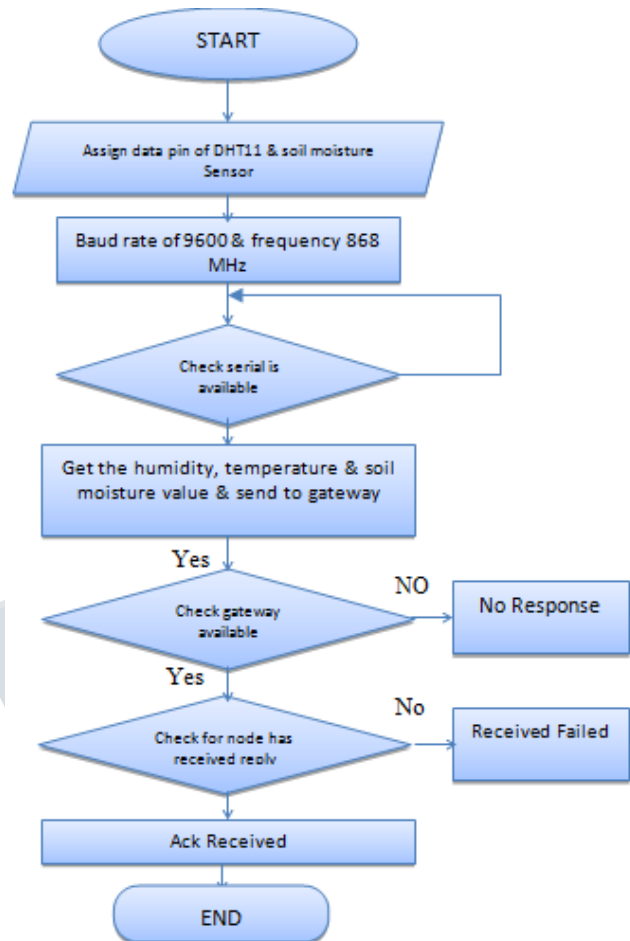 START
Assign data pin of DHT11 & soil moisture
Sensor
Baud rate of 9600 & frequency 868
MHz
Check serial is
available
Get the humidity, temperature & soil
moisture value & send to gateway
Yes
Check gateway
available
NO
No Response
Yes
Check for node has
received reply
No
Received Failed
Ack Received
END